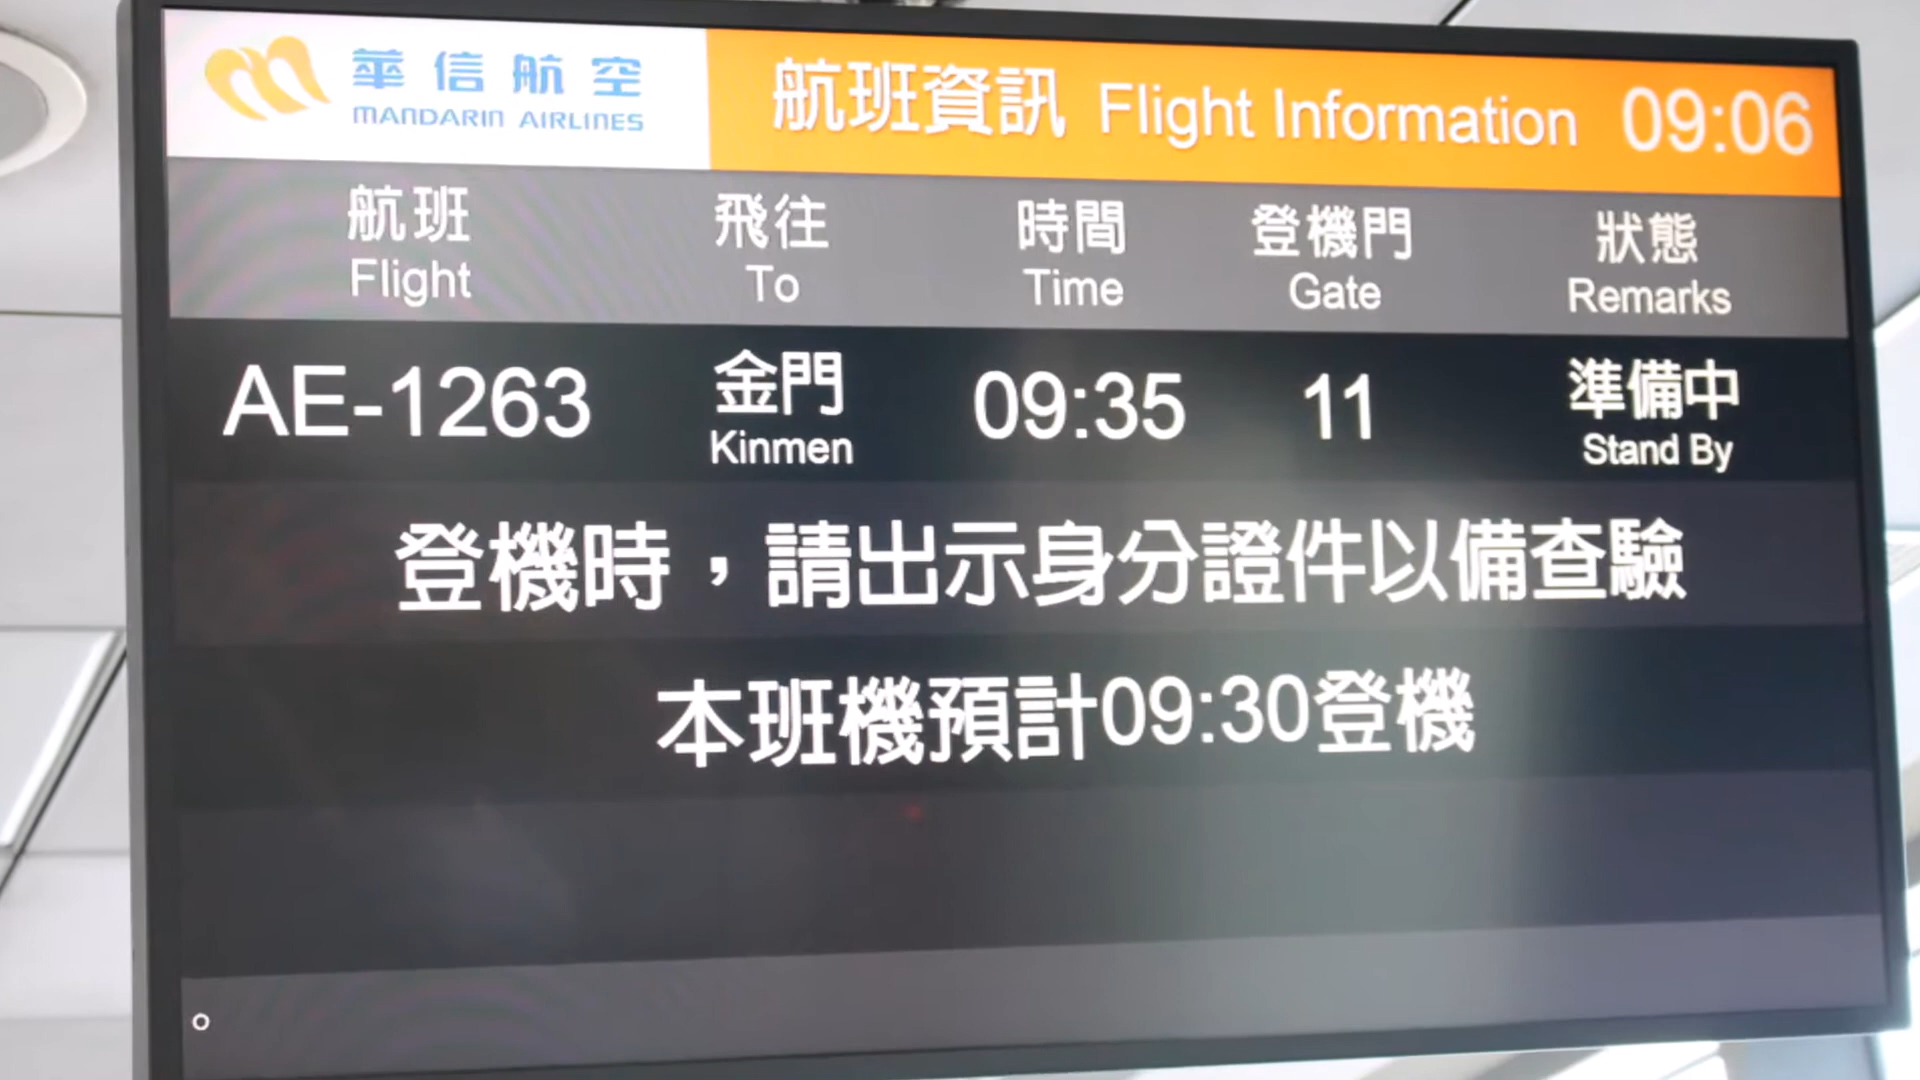 華信航空
MANDARIN AIRLINES
航班資訊 Flight Information 09:06
航班 飛往 時間 登機門 狀態
Flight To Time Gate Remarks
AE-1263 金門 09:35 11 準備中
Kinmen Stand By
登機時，請出示身分證件以備查驗
本班機預計09:30登機
。